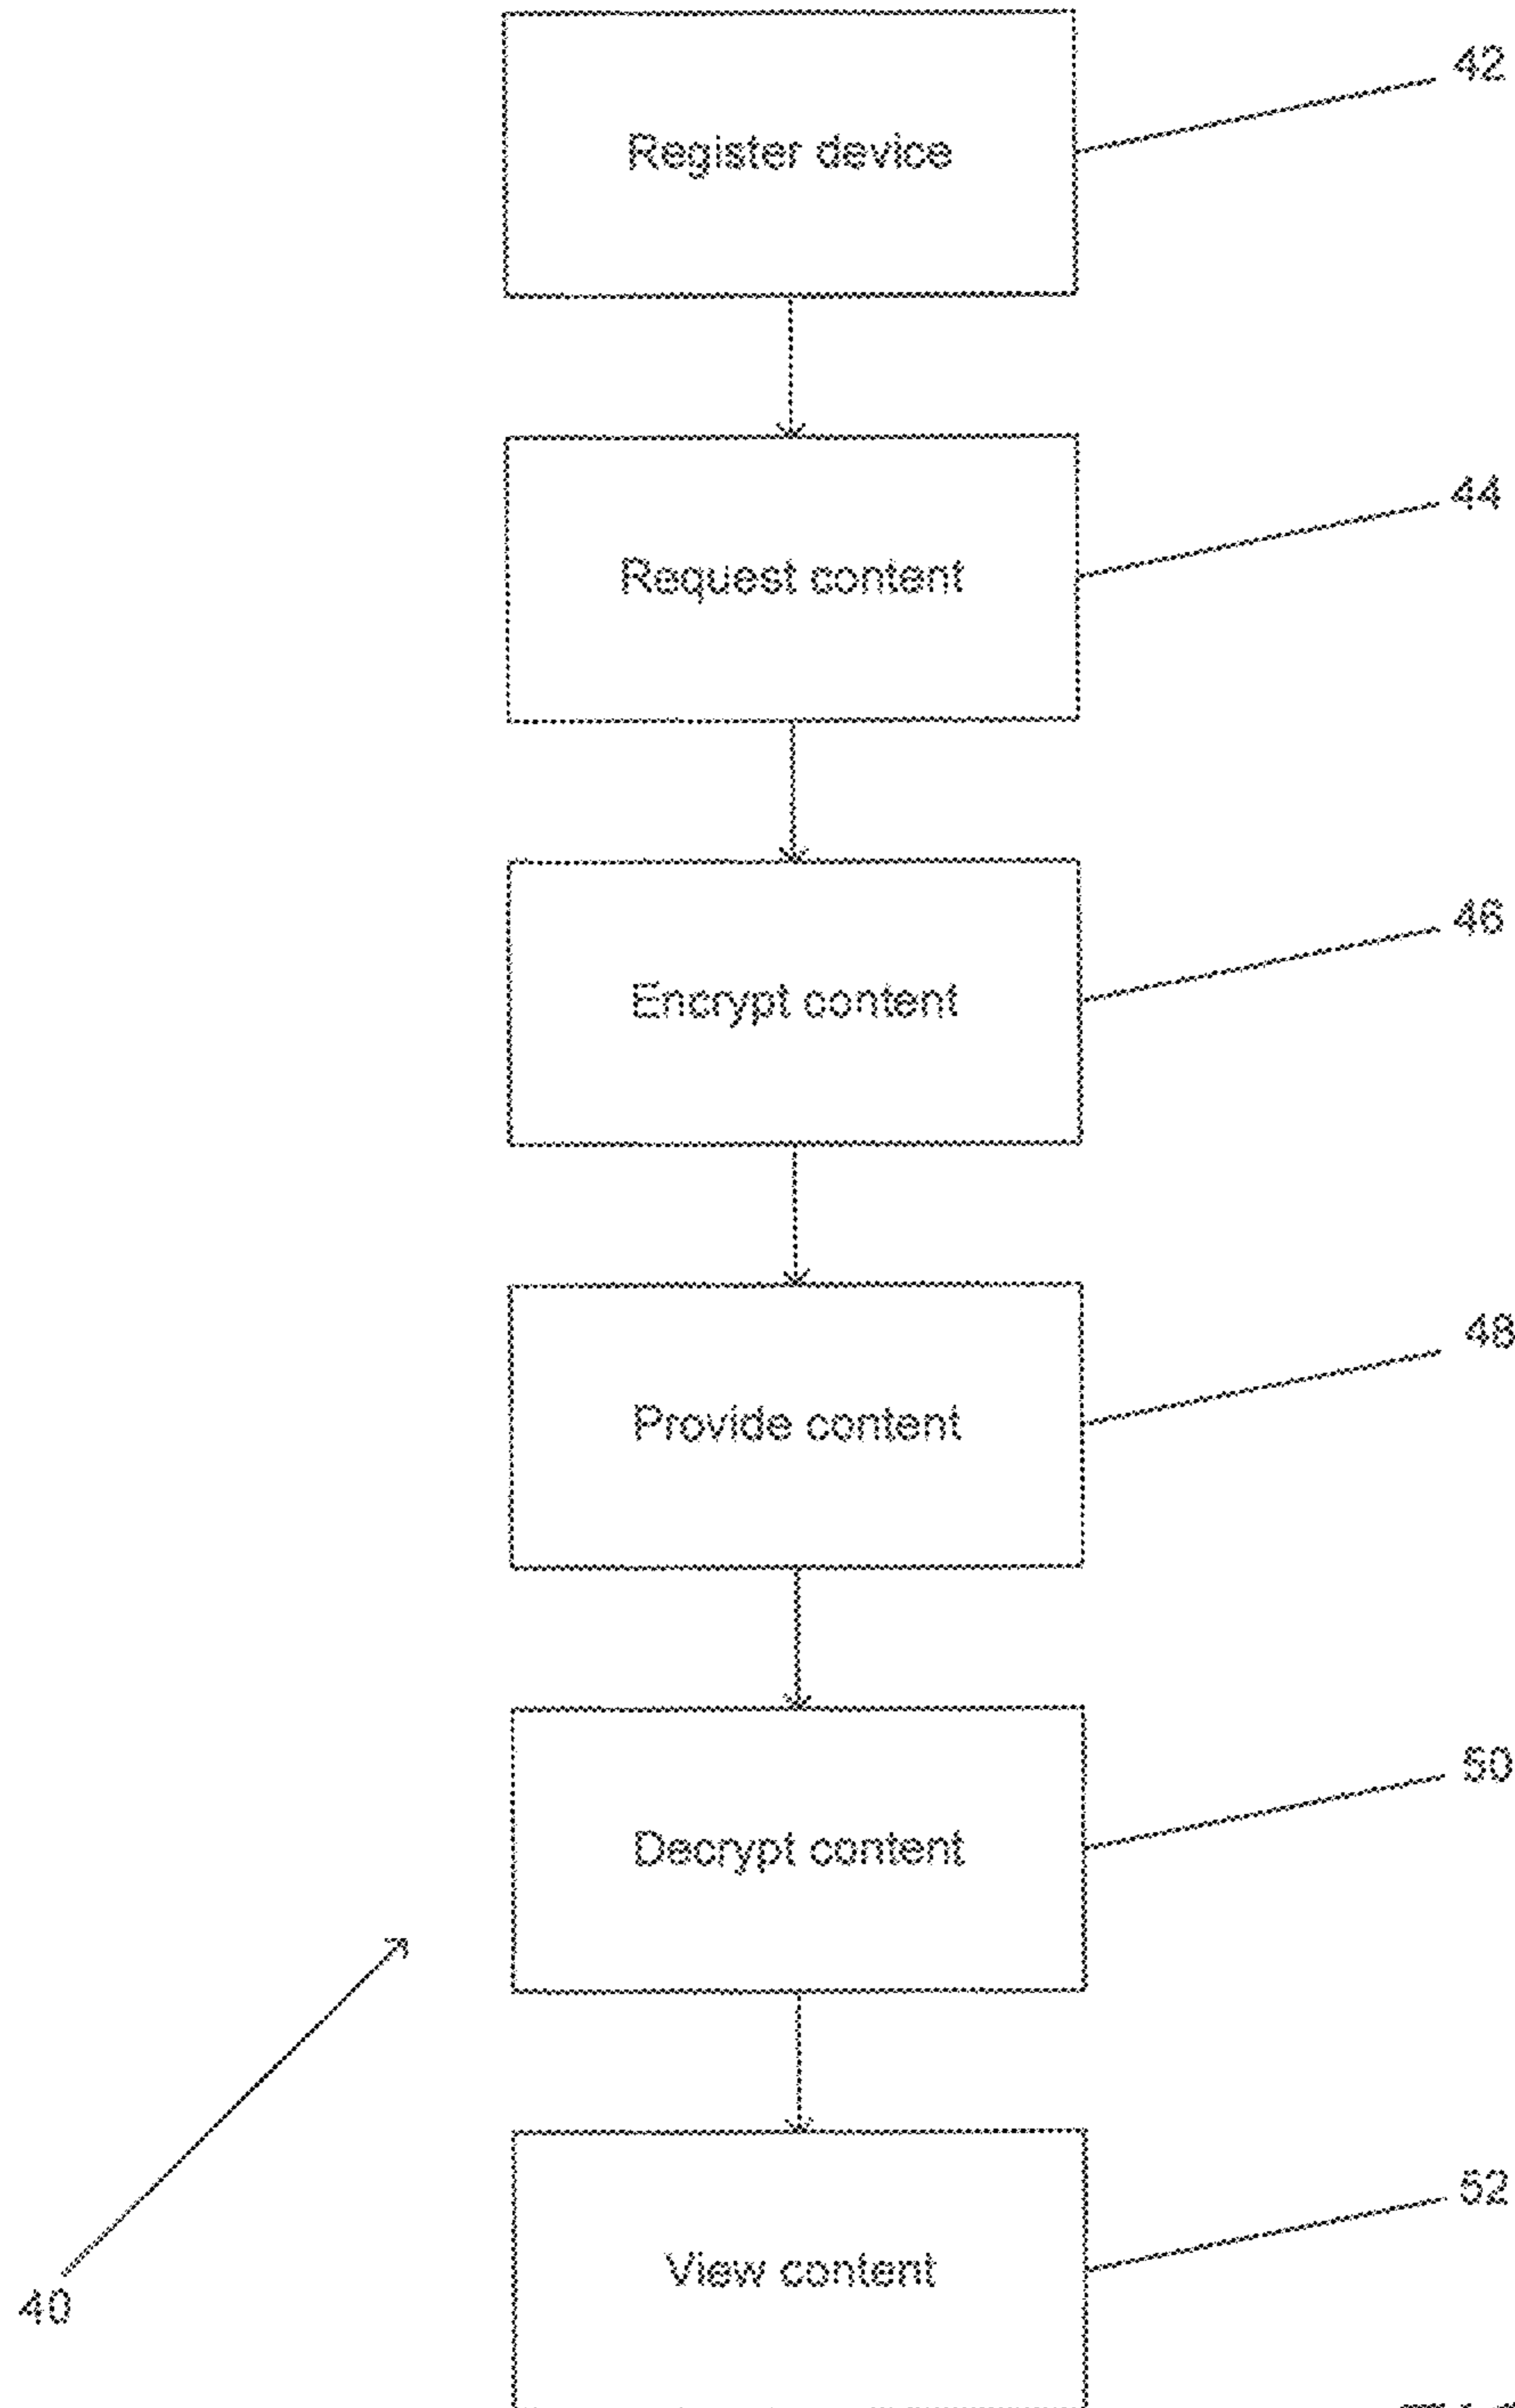 42
Register device
44
Request content
46
Encrypt content
48
Provide content
50
Decrypt content
52
View content
40